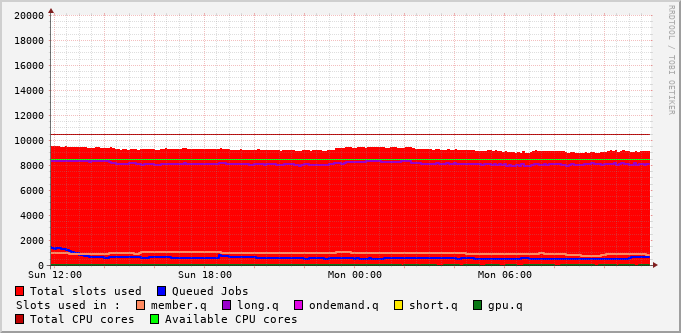 20000
18000
16000
14000
12000
10000
8000
6000
4000
2000
0
Sun 12:00 Sun 18:00 Mon 00:00 Mon 06:00
Total slots used Queued Jobs
Slots used in : member.q long.q ondemand.q short.q gpu.q
Total CPU cores Available CPU cores
RRDTOOL / TOBI OETIKER